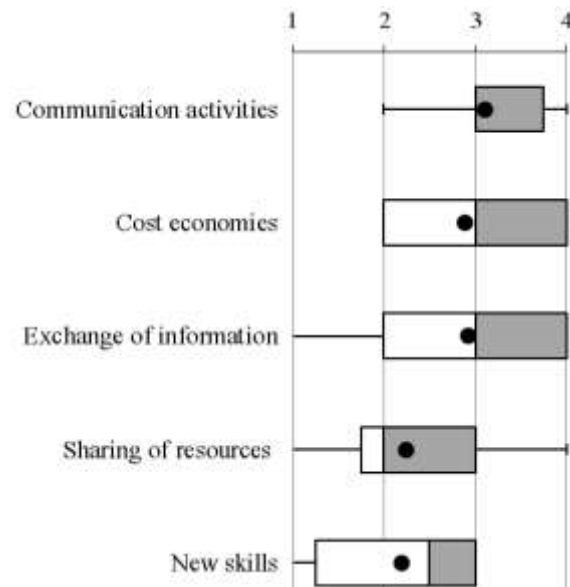 1 2 3 4
Communication activities
Cost economies
Exchange of information
Sharing of resources
New skills